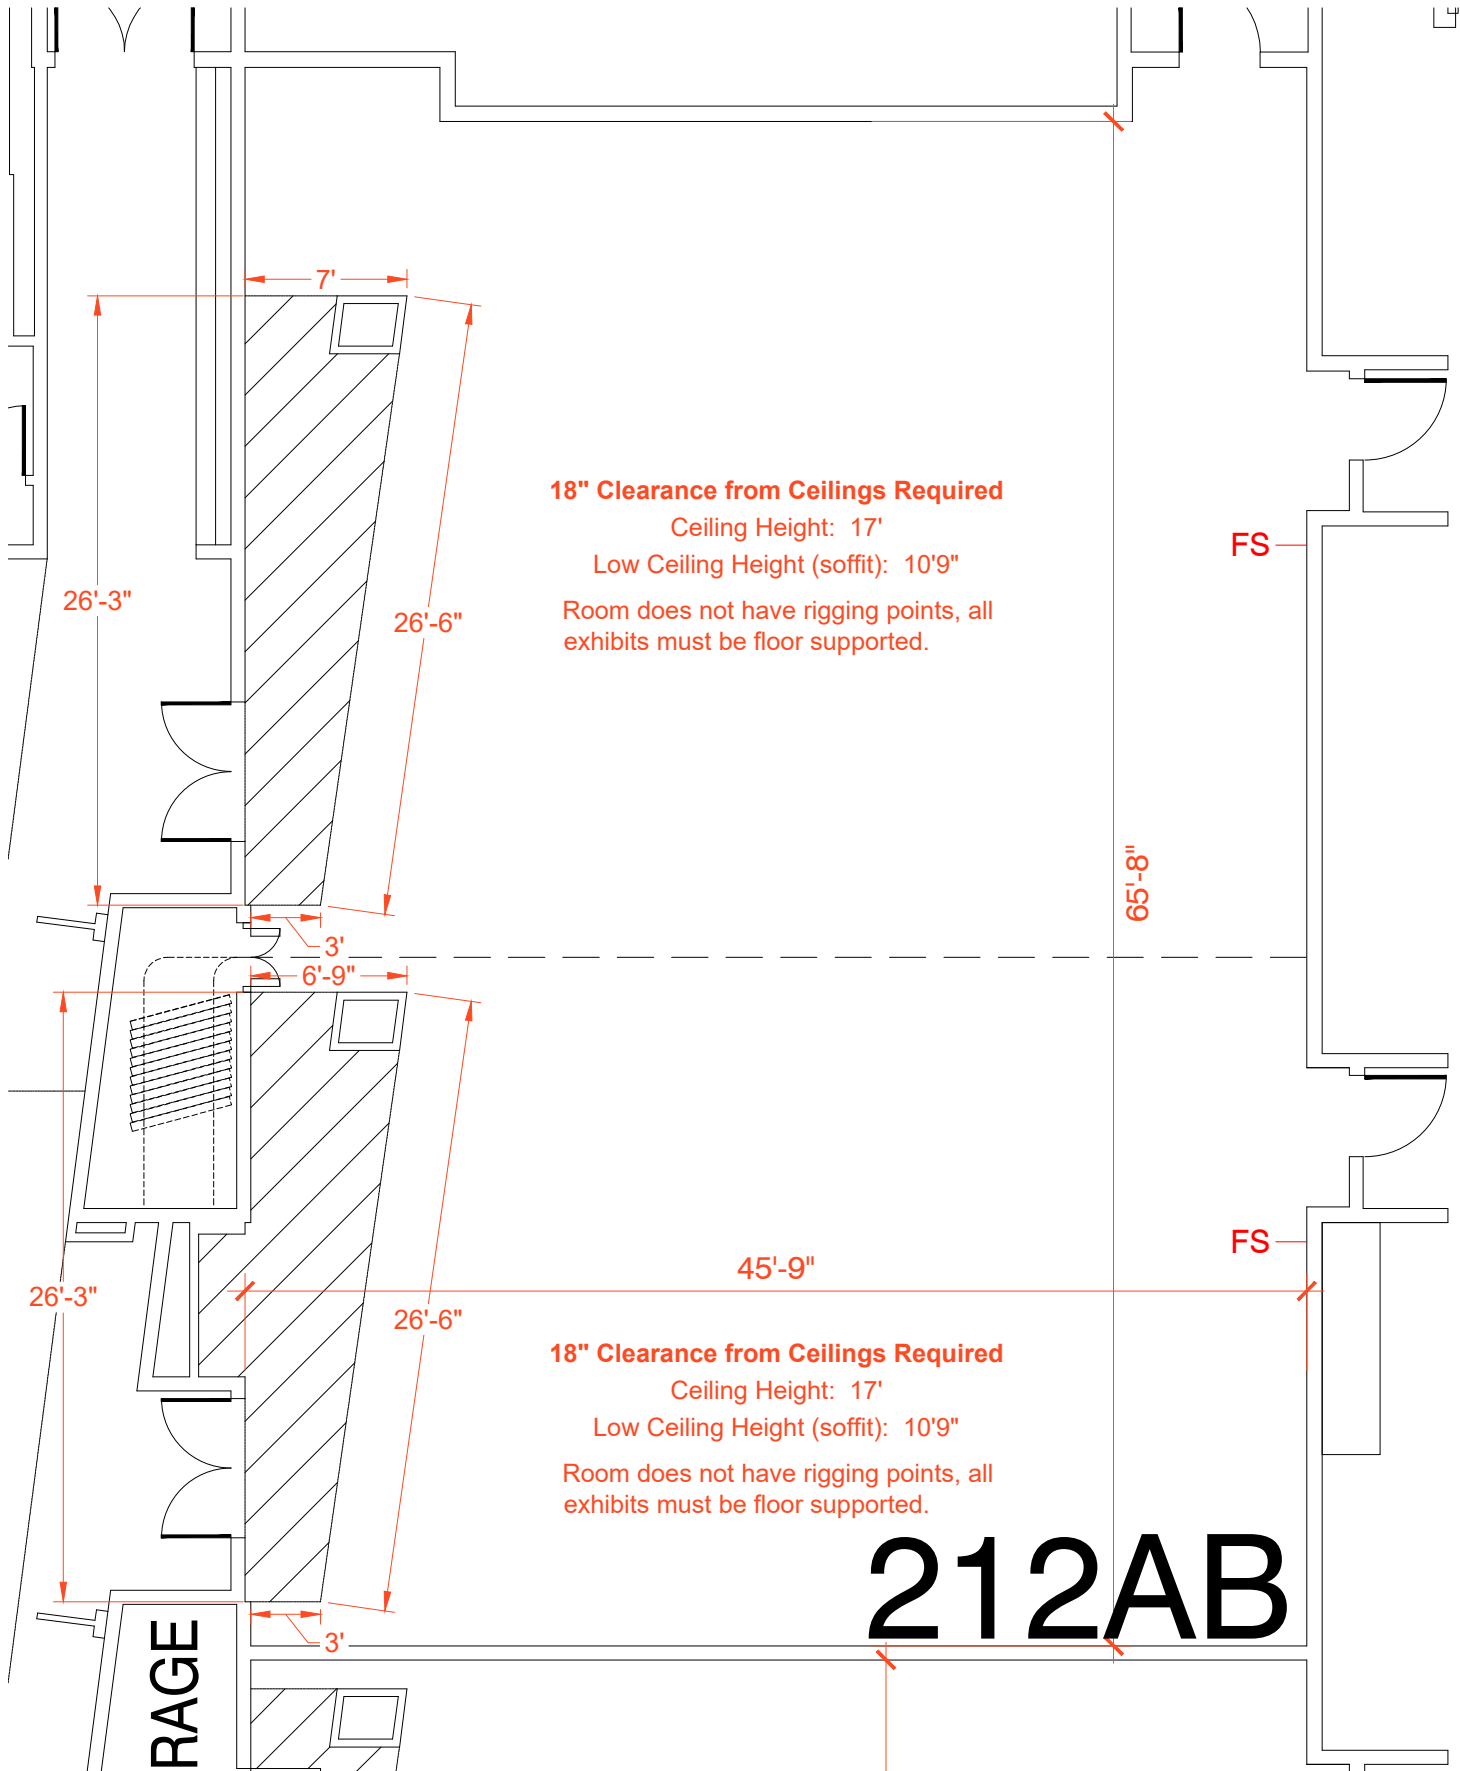 7'
18" Clearance from Ceilings Required
Ceiling Height: 17'
Low Ceiling Height (soffit): 10'9"
FS
26'-3"
26'-6"
Room does not have rigging points, all
exhibits must be floor supported.
65'-8"
3'
6'-9"
FS
45'-9"
26'-3"
26'-6"
18" Clearance from Ceilings Required
Ceiling Height: 17'
Low Ceiling Height (soffit): 10'9"
Room does not have rigging points, all
exhibits must be floor supported.
212AB
3'
RAGE